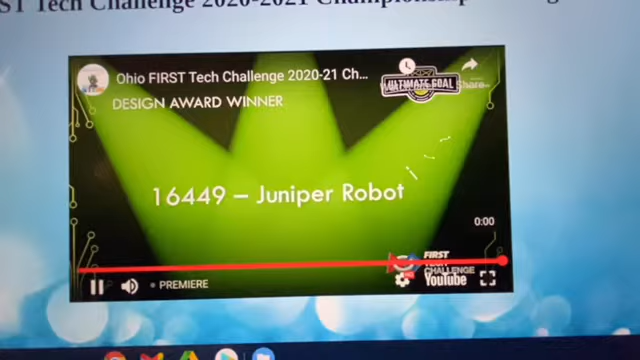 ST Tech Challenge 2020-2021 Championship
Ohio FIRST Tech Challenge 2020-21 Ch...
ULTIMATE GOAL
DESIGN AWARD WINNER
16449 – Juniper Robot
0:00
FIRST
TECH
CHALLENGE
YouTube
PREMIERE